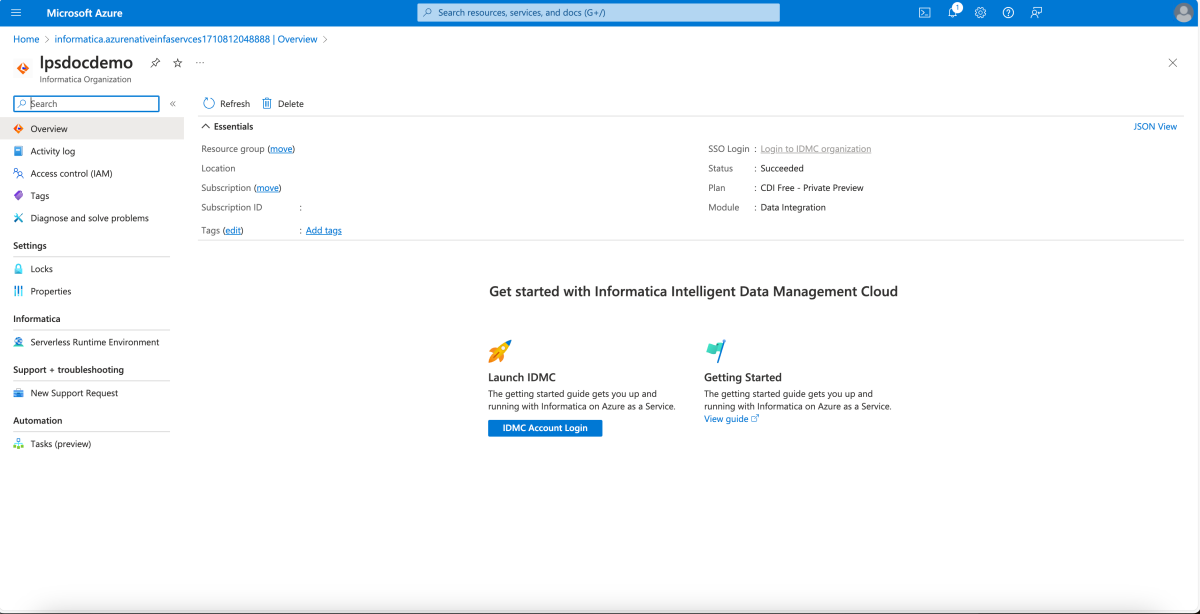 Microsoft Azure
Search resources, services, and docs (G+/)
1
Home > informatica.azurenativeinfaservces1710812048888 | Overview >
lpsdocdemo
...
Informatica Organization
Search
«
Refresh
Delete
Overview
Activity log
Access control (IAM)
Tags
Diagnose and solve problems
Settings
Locks
Properties
Informatica
Serverless Runtime Environment
Support + troubleshooting
New Support Request
Automation
Tasks (preview)
Essentials
JSON View
Resource group (move)
Location
Subscription (move)
Subscription ID :
Tags (edit) : Add tags
SSO Login : Login to IDMC organization
Status : Succeeded
Plan : CDI Free - Private Preview
Module : Data Integration
Get started with Informatica Intelligent Data Management Cloud
Launch IDMC
The getting started guide gets you up and
running with Informatica on Azure as a Service.
IDMC Account Login
Getting Started
The getting started guide gets you up and
running with Informatica on Azure as a Service.
View guide